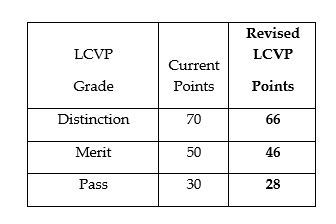 LCVP
Grade
Current
Points
Revised
LCVP
Points
Distinction 70 66
Merit 50 46
Pass 30 28